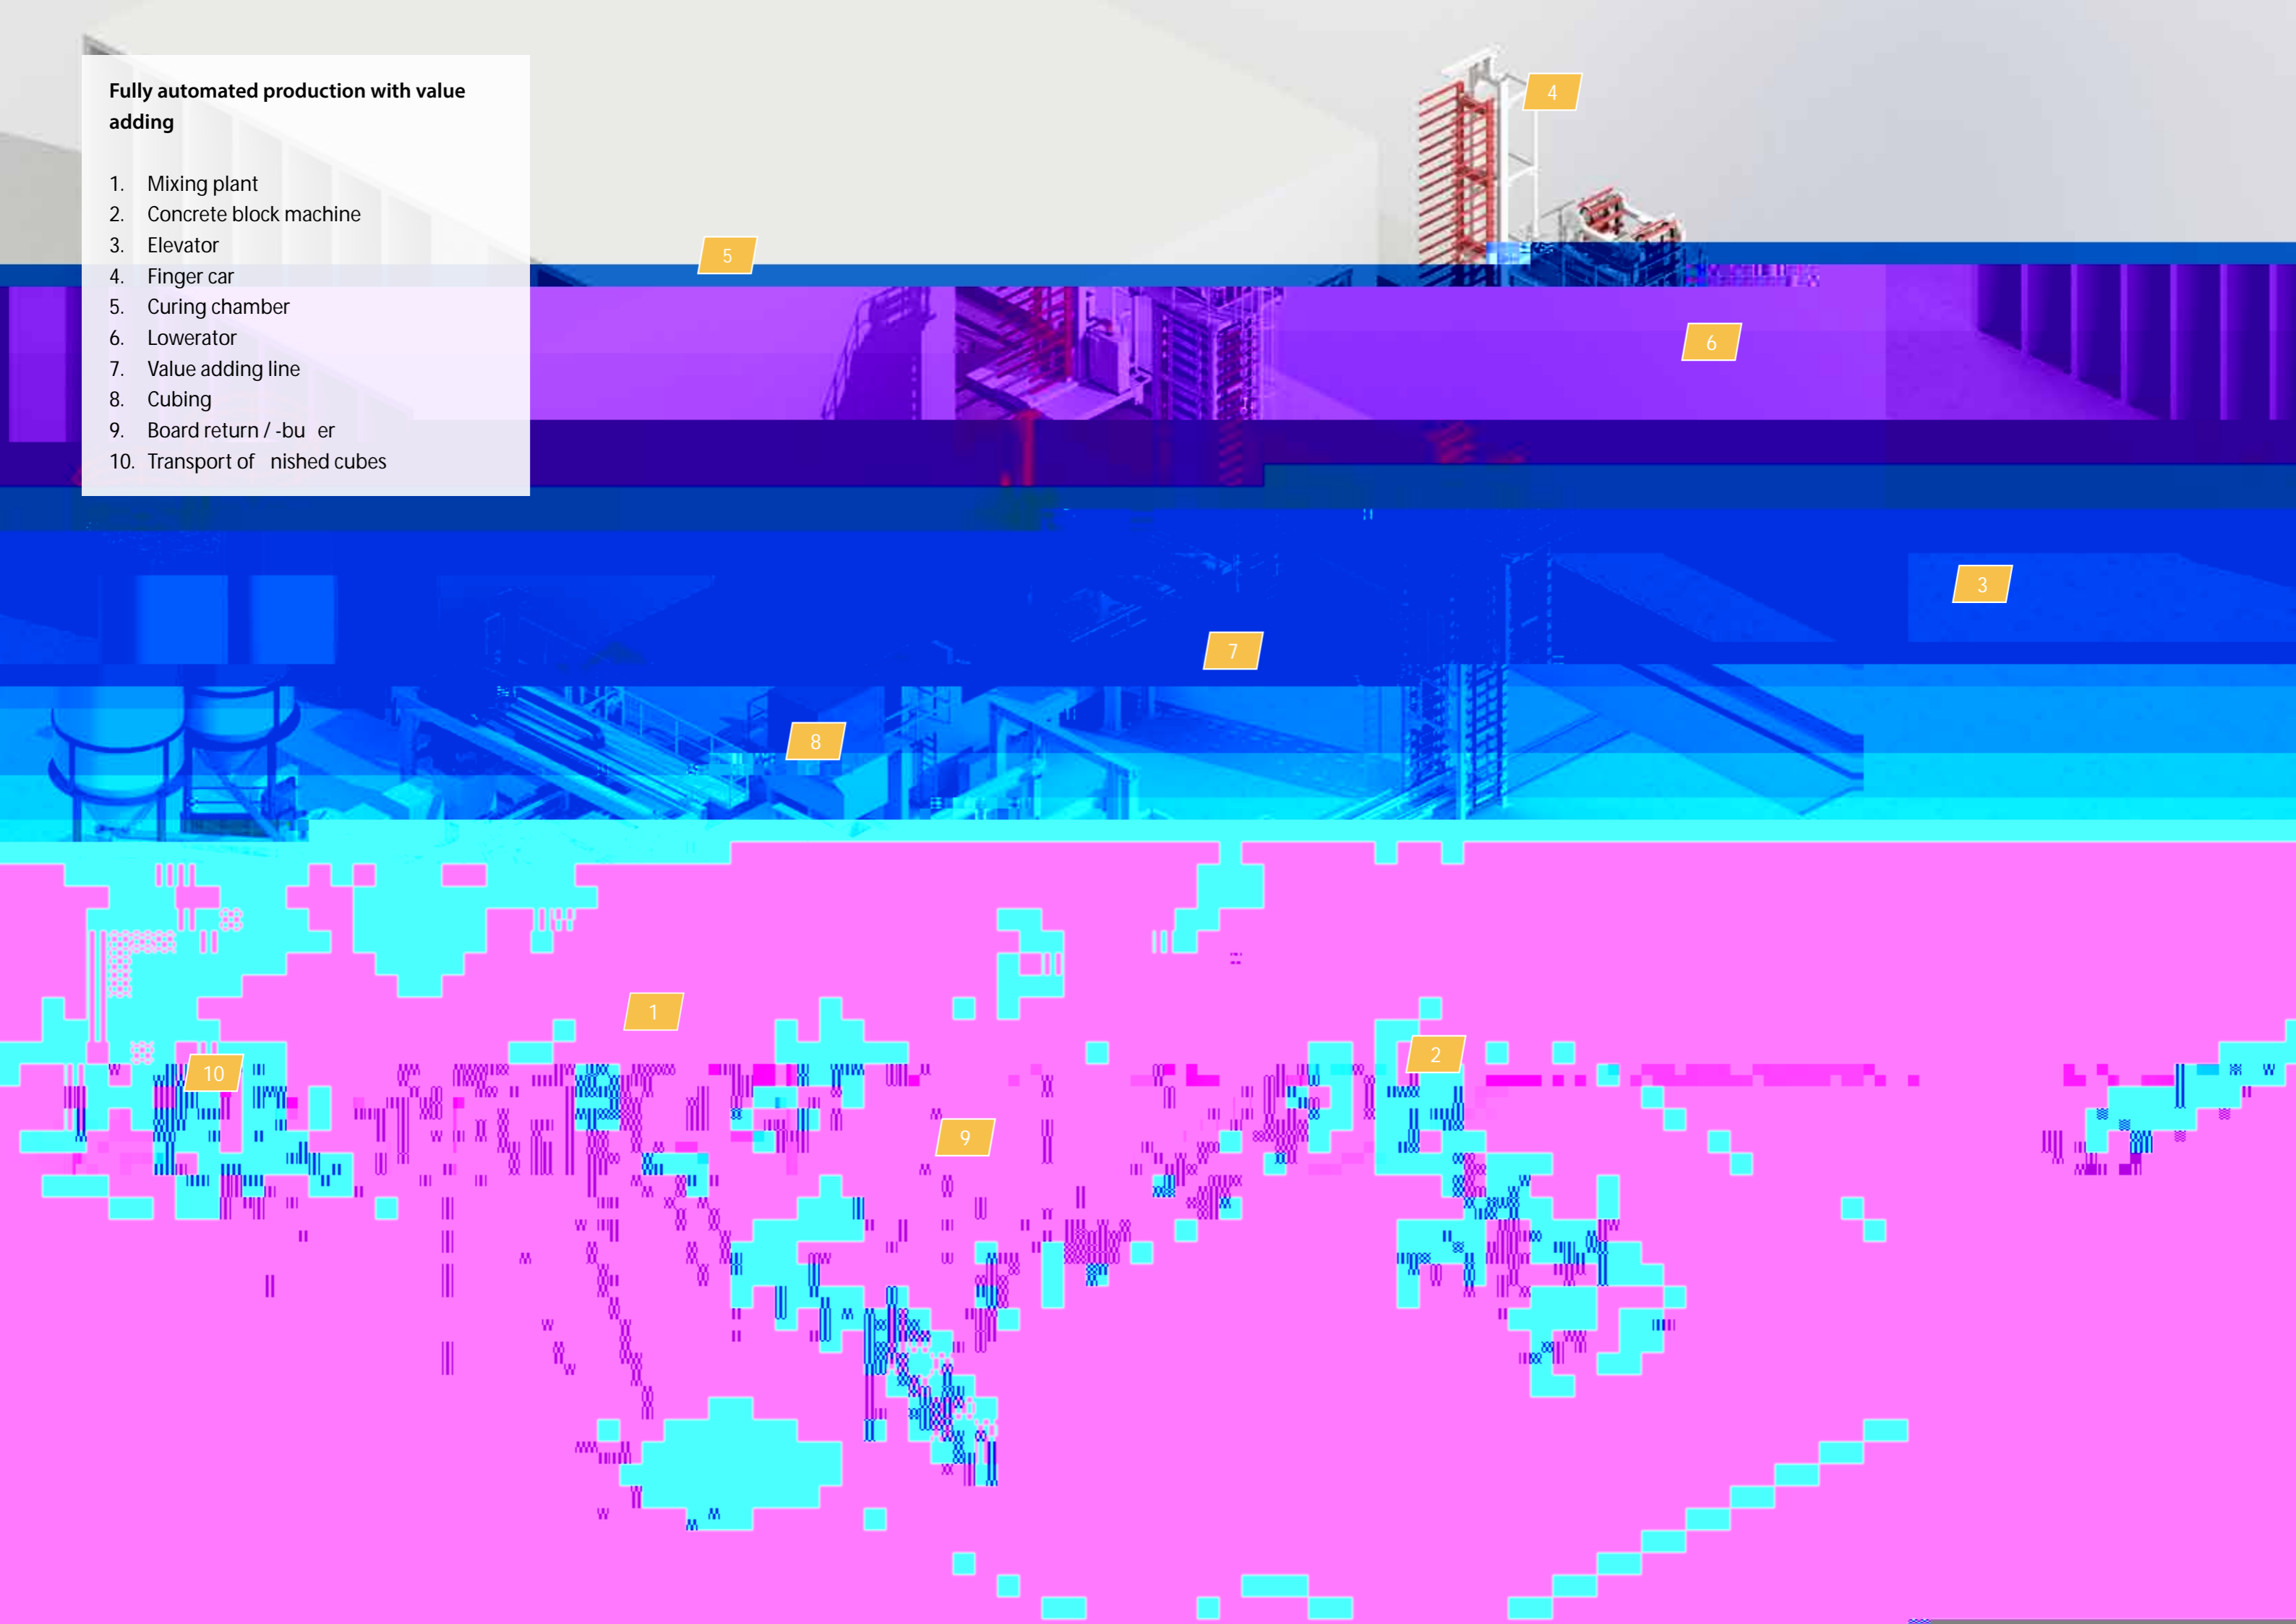 Fully automated production with value
adding
1. Mixing plant
2. Concrete block machine
3. Elevator
4. Finger car
5. Curing chamber
6. Lowerator
7. Value adding line
8. Cubing
9. Board return / -bu er
10. Transport of nished cubes
4
5
6
3
7
8
1
2
10
9